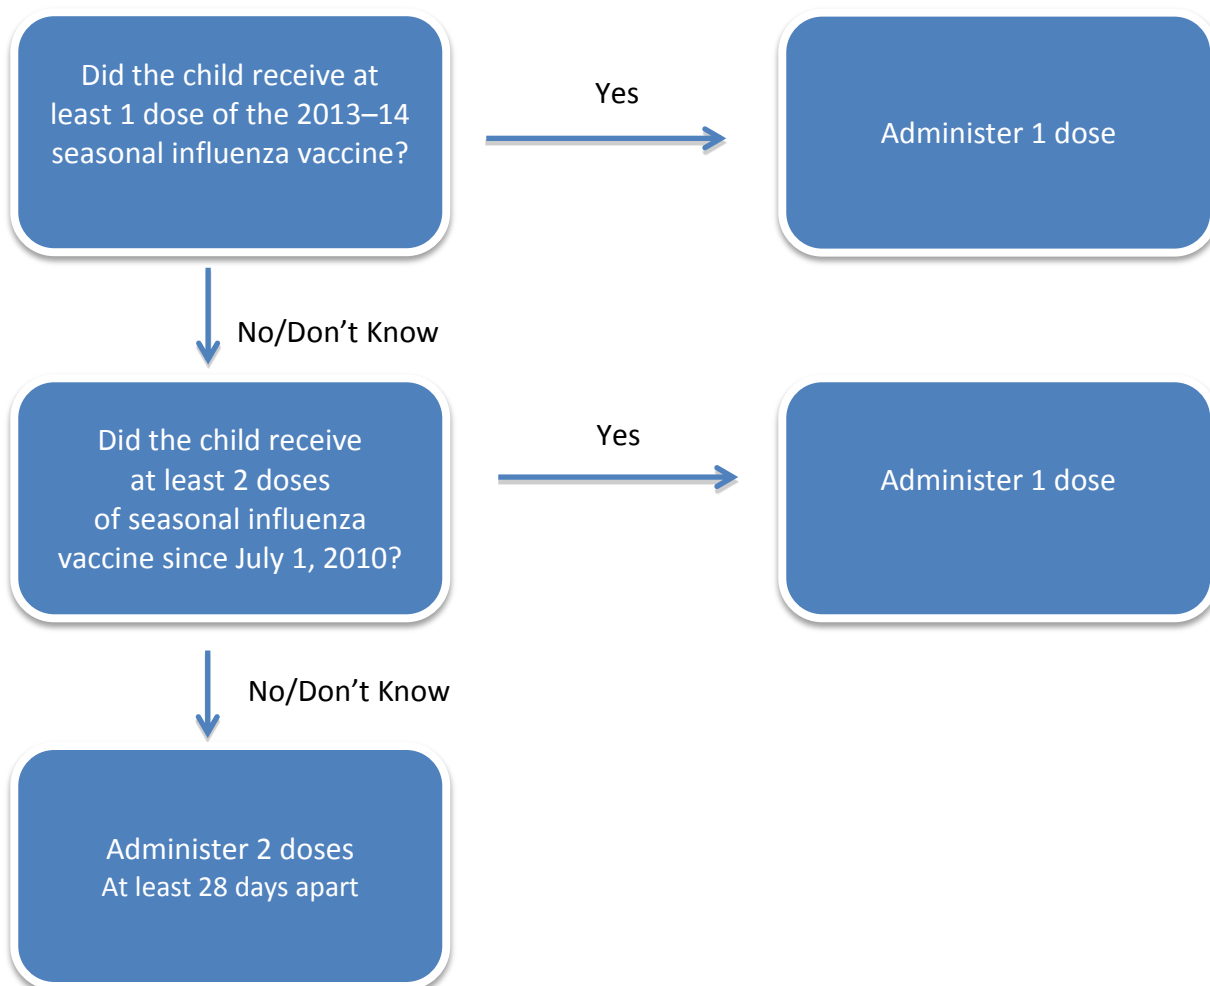 Did the child receive at
least 1 dose of the 2013–14
seasonal influenza vaccine?
Yes
Administer 1 dose
No/Don’t Know
Did the child receive
at least 2 doses
of seasonal influenza
vaccine since July 1, 2010?
Yes
Administer 1 dose
No/Don’t Know
Administer 2 doses
At least 28 days apart